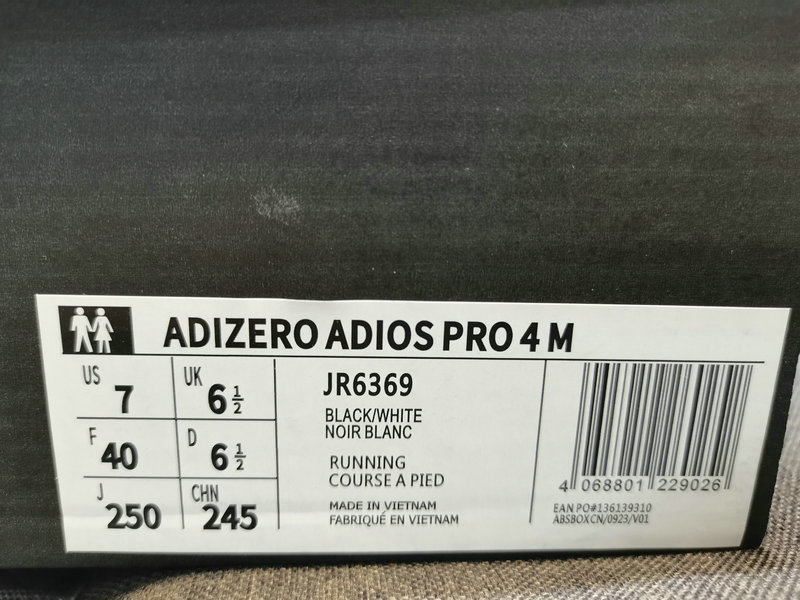 ADIZERO ADIOS PRO 4 M
US 7 UK 6 1/2
F 40 D 6 1/2
J 250 CHN 245
JR6369
BLACK/WHITE
NOIR BLANC
RUNNING
COURSE A PIED
MADE IN VIETNAM
FABRIQUÉ EN VIETNAM
4 068801 229026
EAN PO#136139310
ABSBOXCN/0923/V01